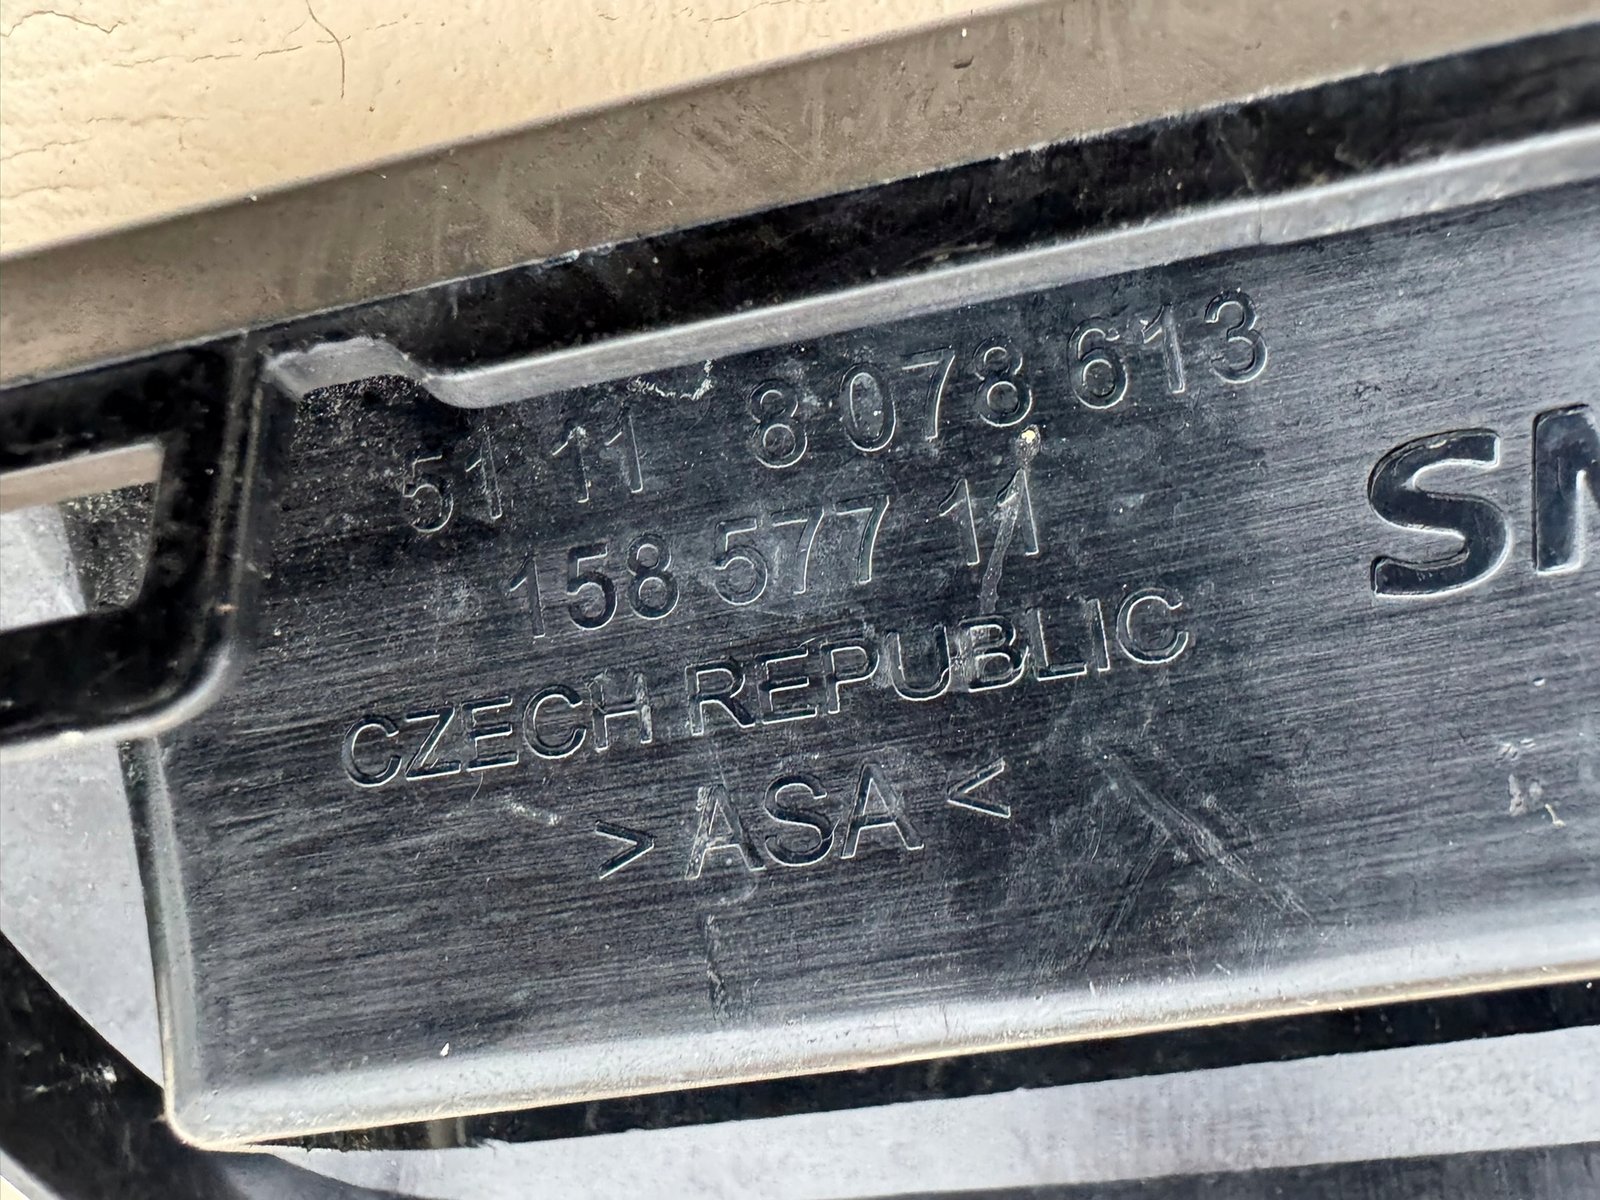 51 11 8 078 613
158 577 11
CZECH REPUBLIC
>ASA<